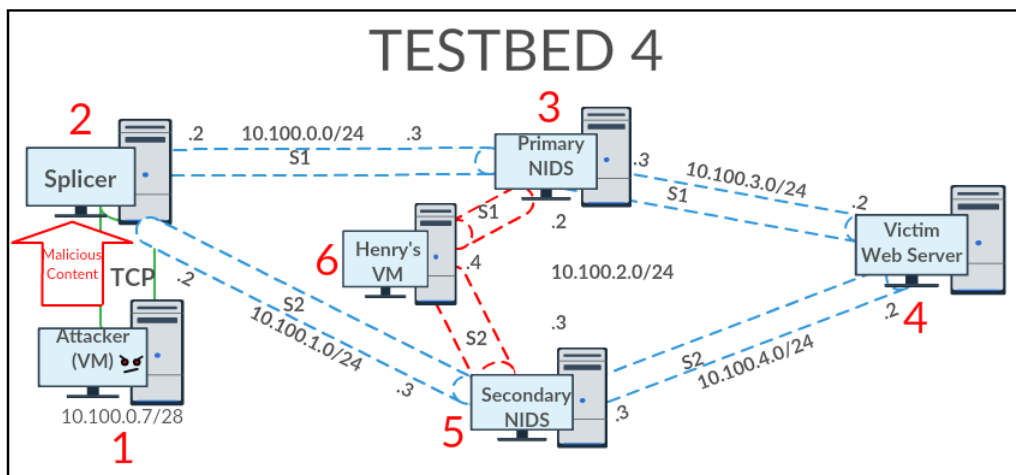 TESTBED 4
2
Splicer
.2
10.100.0.0/24
.3
S1
3
Primary
NIDS
.3
10.100.3.0/24
S1
.2
Victim
Web Server
4
Malicious
Content
TCP
Attacker
(VM)
10.100.0.7/28
1
.2
S2
10.100.1.0/24
.3
6
Henry's
VM
S1
.2
.4
10.100.2.0/24
S2
.3
5
Secondary
NIDS
.3
S2
10.100.4.0/24
.2